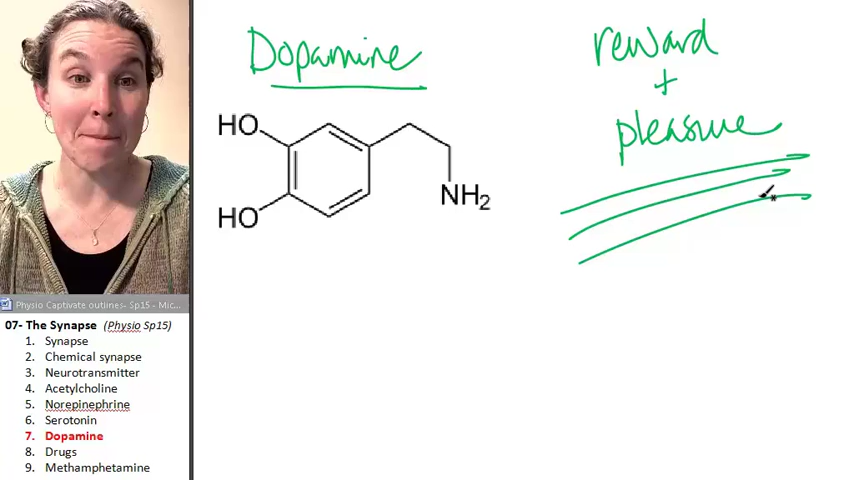 Dopamine
reward
+
pleasure
HO
HO
NH2
Physio Captivate outlines- Sp15 - Mic...
07- The Synapse (Physio Sp15)
1. Synapse
2. Chemical synapse
3. Neurotransmitter
4. Acetylcholine
5. Norepinephrine
6. Serotonin
7. Dopamine
8. Drugs
9. Methamphetamine